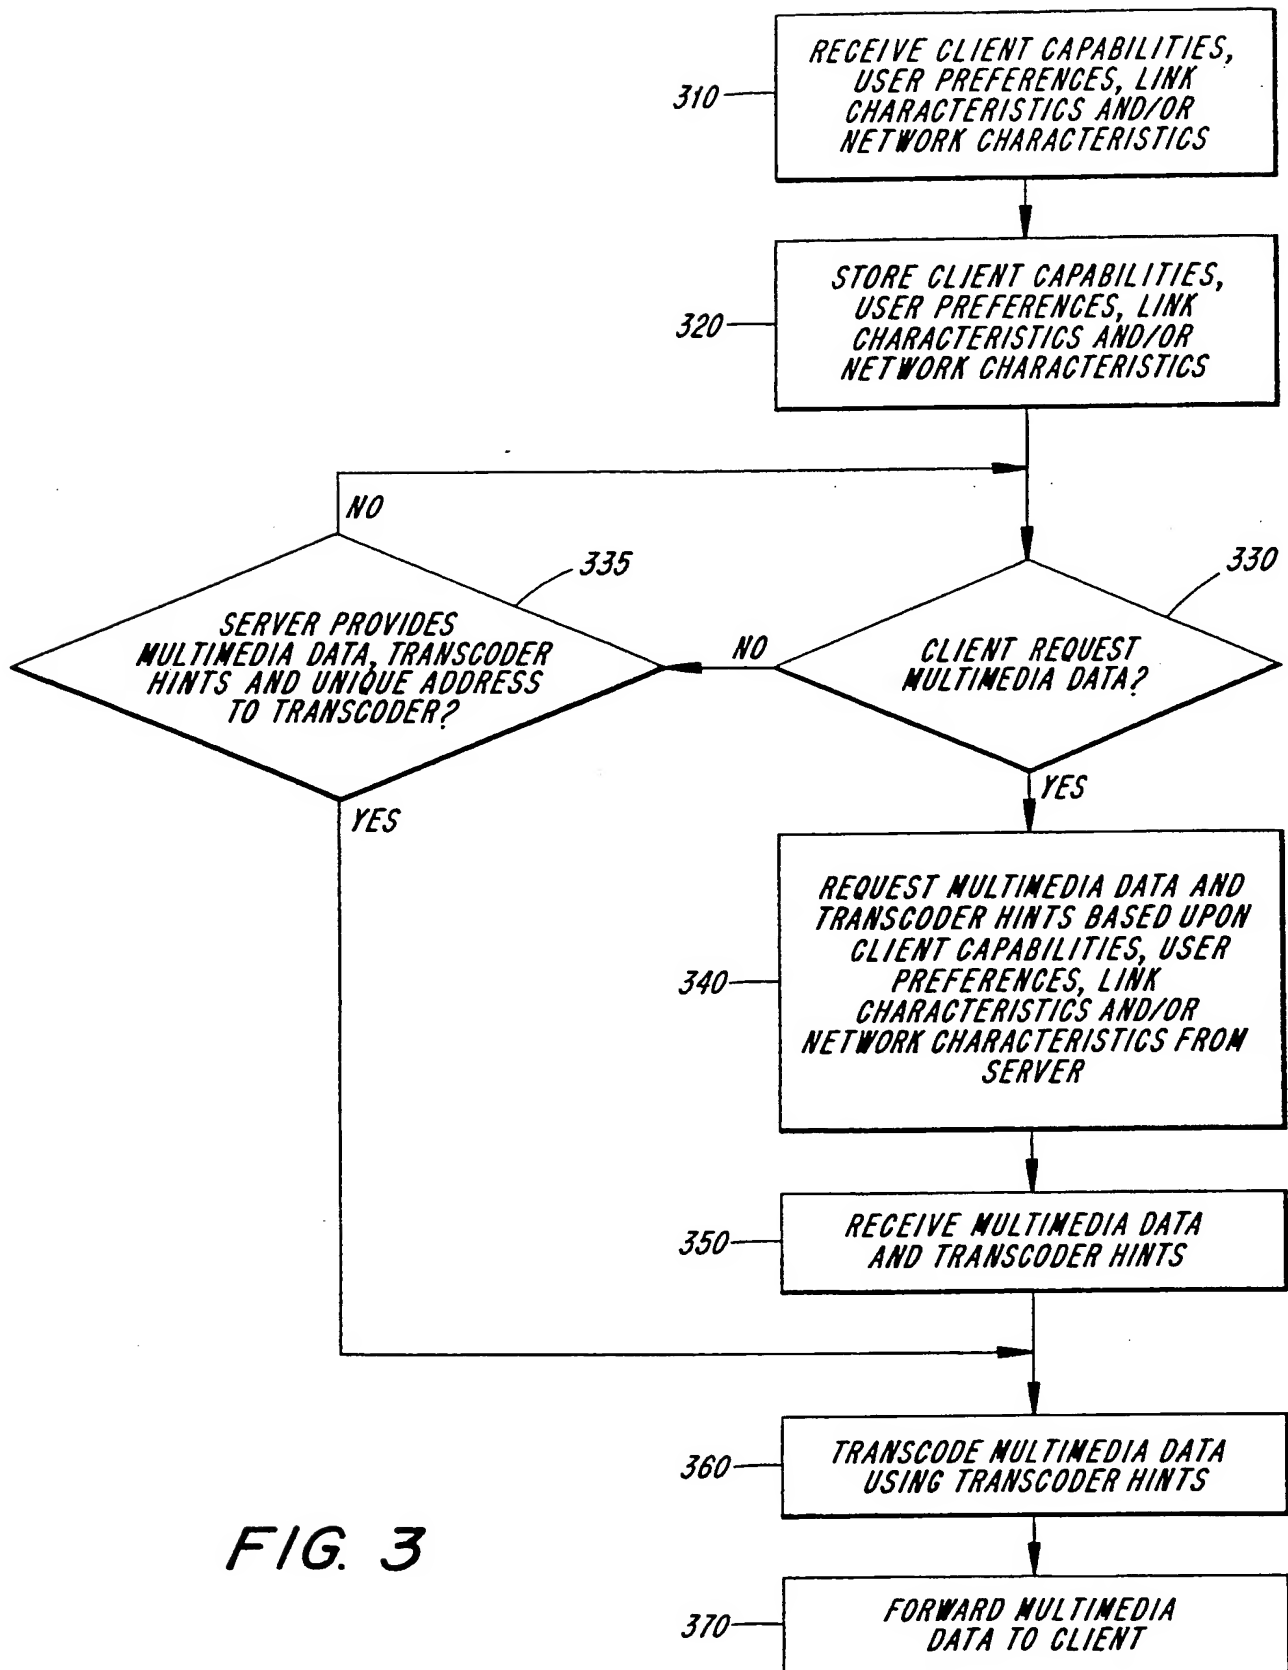 RECEIVE CLIENT CAPABILITIES,
USER PREFERENCES, LINK
CHARACTERISTICS AND/OR
NETWORK CHARACTERISTICS
310
STORE CLIENT CAPABILITIES,
USER PREFERENCES, LINK
CHARACTERISTICS AND/OR
NETWORK CHARACTERISTICS
320
NO
335
330
SERVER PROVIDES
MULTIMEDIA DATA, TRANSCODER
HINTS AND UNIQUE ADDRESS
TO TRANSCODER?
NO
CLIENT REQUEST
MULTIMEDIA DATA?
YES
YES
REQUEST MULTIMEDIA DATA AND
TRANSCODER HINTS BASED UPON
CLIENT CAPABILITIES, USER
PREFERENCES, LINK
CHARACTERISTICS AND/OR
NETWORK CHARACTERISTICS FROM
SERVER
340
RECEIVE MULTIMEDIA DATA
AND TRANSCODER HINTS
350
TRANSCODE MULTIMEDIA DATA
USING TRANSCODER HINTS
360
FORWARD MULTIMEDIA
DATA TO CLIENT
370
FIG. 3